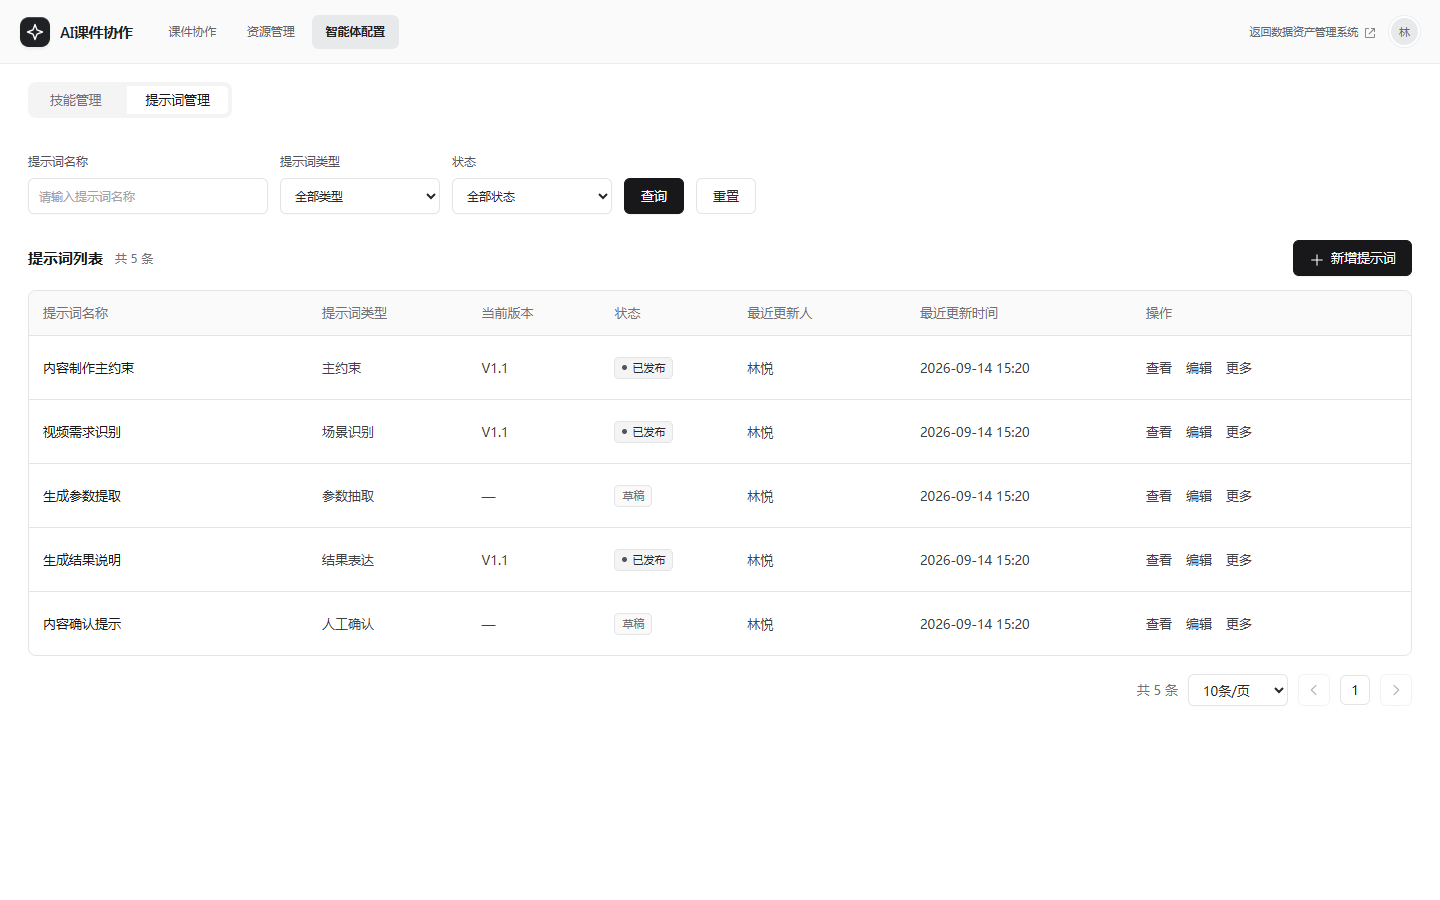 AI课件协作 课件协作 资源管理 智能体配置 返回数据资产管理系统 林
技能管理 提示词管理
提示词名称 提示词类型 状态
请输入提示词名称 全部类型 全部状态 查询 重置
提示词列表 共 5 条 新增提示词
提示词名称 提示词类型 当前版本 状态 最近更新人 最近更新时间 操作
内容制作主约束 主约束 V1.1 已发布 林悦 2026-09-14 15:20 查看 编辑 更多
视频需求识别 场景识别 V1.1 已发布 林悦 2026-09-14 15:20 查看 编辑 更多
生成参数提取 参数抽取 — 草稿 林悦 2026-09-14 15:20 查看 编辑 更多
生成结果说明 结果表达 V1.1 已发布 林悦 2026-09-14 15:20 查看 编辑 更多
内容确认提示 人工确认 — 草稿 林悦 2026-09-14 15:20 查看 编辑 更多
共 5 条 10条/页 1